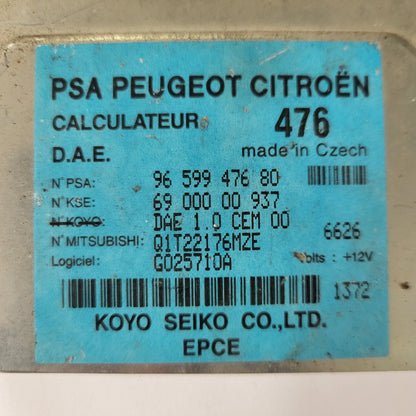 PSA PEUGEOT CITROËN
CALCULATEUR 476
D.A.E. made in Czech
N° PSA: 96 599 476 80
N° KSE: 69 000 00 937
N° KOYO: DAE 1.0 CEM 00
N° MITSUBISHI: Q1T22176MZE 6626
Logiciel: G025710A Volts : +12V
1372
KOYO SEIKO CO.,LTD.
EPCE